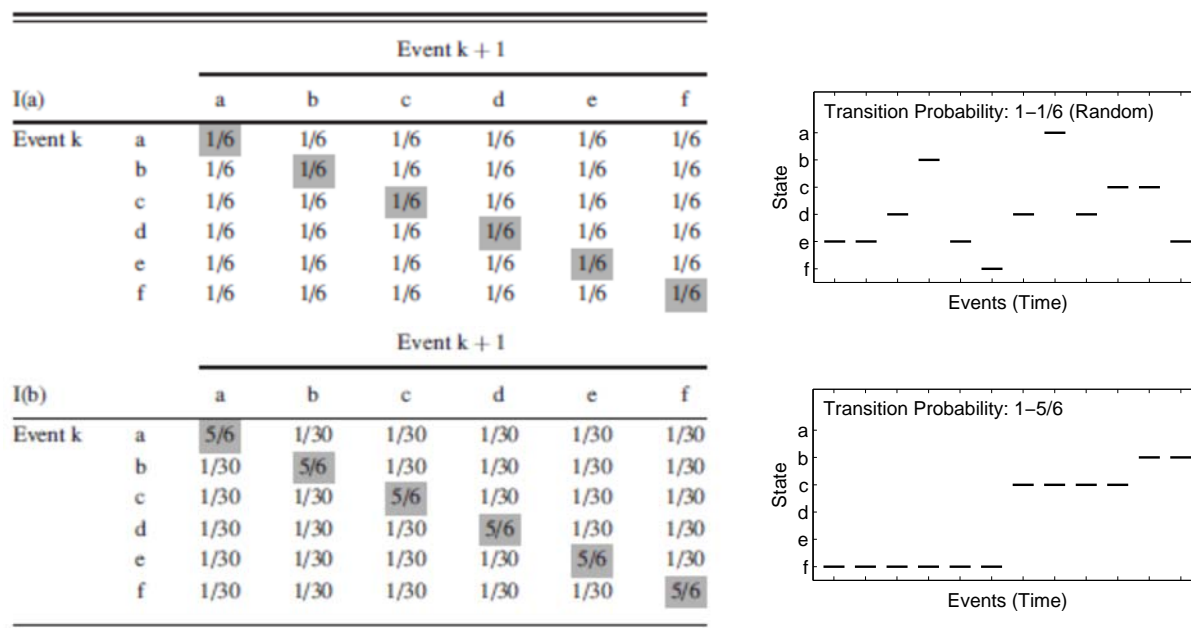 Event k + 1
I(a) a b c d e f
Event k a 1/6 1/6 1/6 1/6 1/6 1/6
b 1/6 1/6 1/6 1/6 1/6 1/6
c 1/6 1/6 1/6 1/6 1/6 1/6
d 1/6 1/6 1/6 1/6 1/6 1/6
e 1/6 1/6 1/6 1/6 1/6 1/6
f 1/6 1/6 1/6 1/6 1/6 1/6
Event k + 1
I(b) a b c d e f
Event k a 5/6 1/30 1/30 1/30 1/30 1/30
b 1/30 5/6 1/30 1/30 1/30 1/30
c 1/30 1/30 5/6 1/30 1/30 1/30
d 1/30 1/30 1/30 5/6 1/30 1/30
e 1/30 1/30 1/30 1/30 5/6 1/30
f 1/30 1/30 1/30 1/30 1/30 5/6
Transition Probability: 1−1/6 (Random)
State
a
b
c
d
e
f
Events (Time)
Transition Probability: 1−5/6
State
a
b
c
d
e
f
Events (Time)